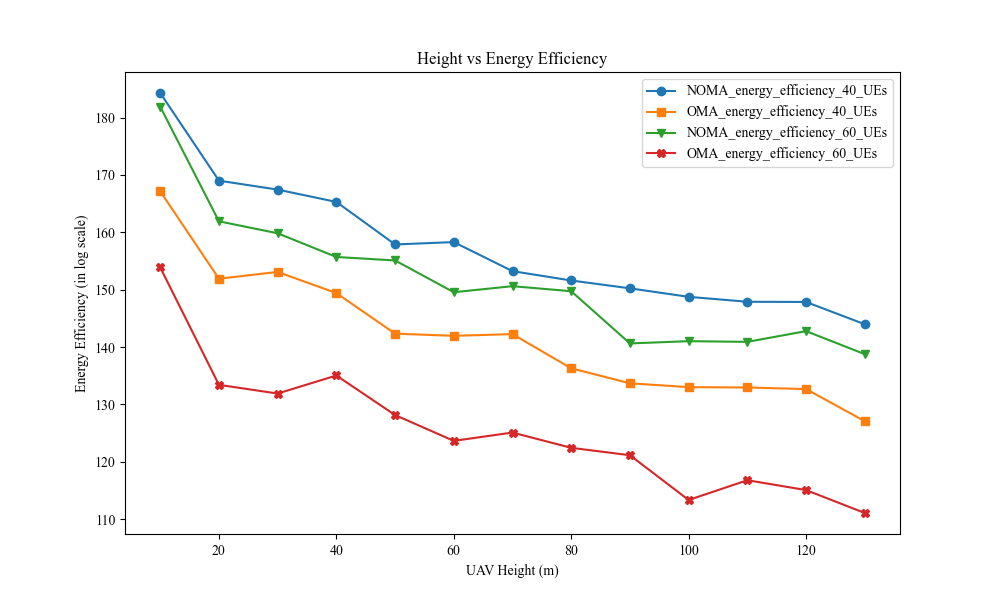 Height vs Energy Efficiency
NOMA_energy_efficiency_40_UEs
OMA_energy_efficiency_40_UEs
NOMA_energy_efficiency_60_UEs
OMA_energy_efficiency_60_UEs
Energy Efficiency (in log scale)
180
170
160
150
140
130
120
110
20 40 60 80 100 120
UAV Height (m)